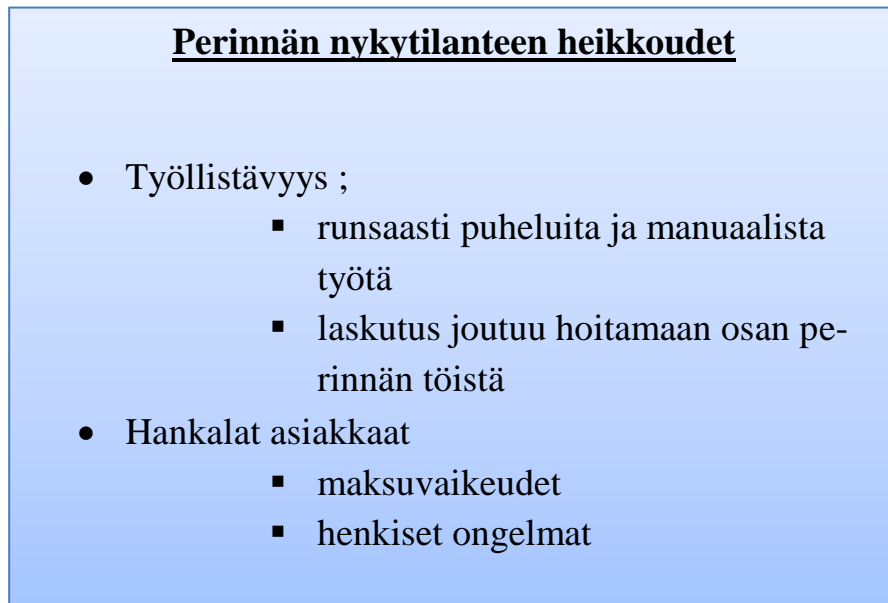 Perinnän nykytilanteen heikkoudet
• Työllistävyys ;
▪ runsaasti puheluita ja manuaalista
työtä
▪ laskutus joutuu hoitamaan osan pe-
rinnän töistä
• Hankalat asiakkaat
▪ maksuvaikeudet
▪ henkiset ongelmat